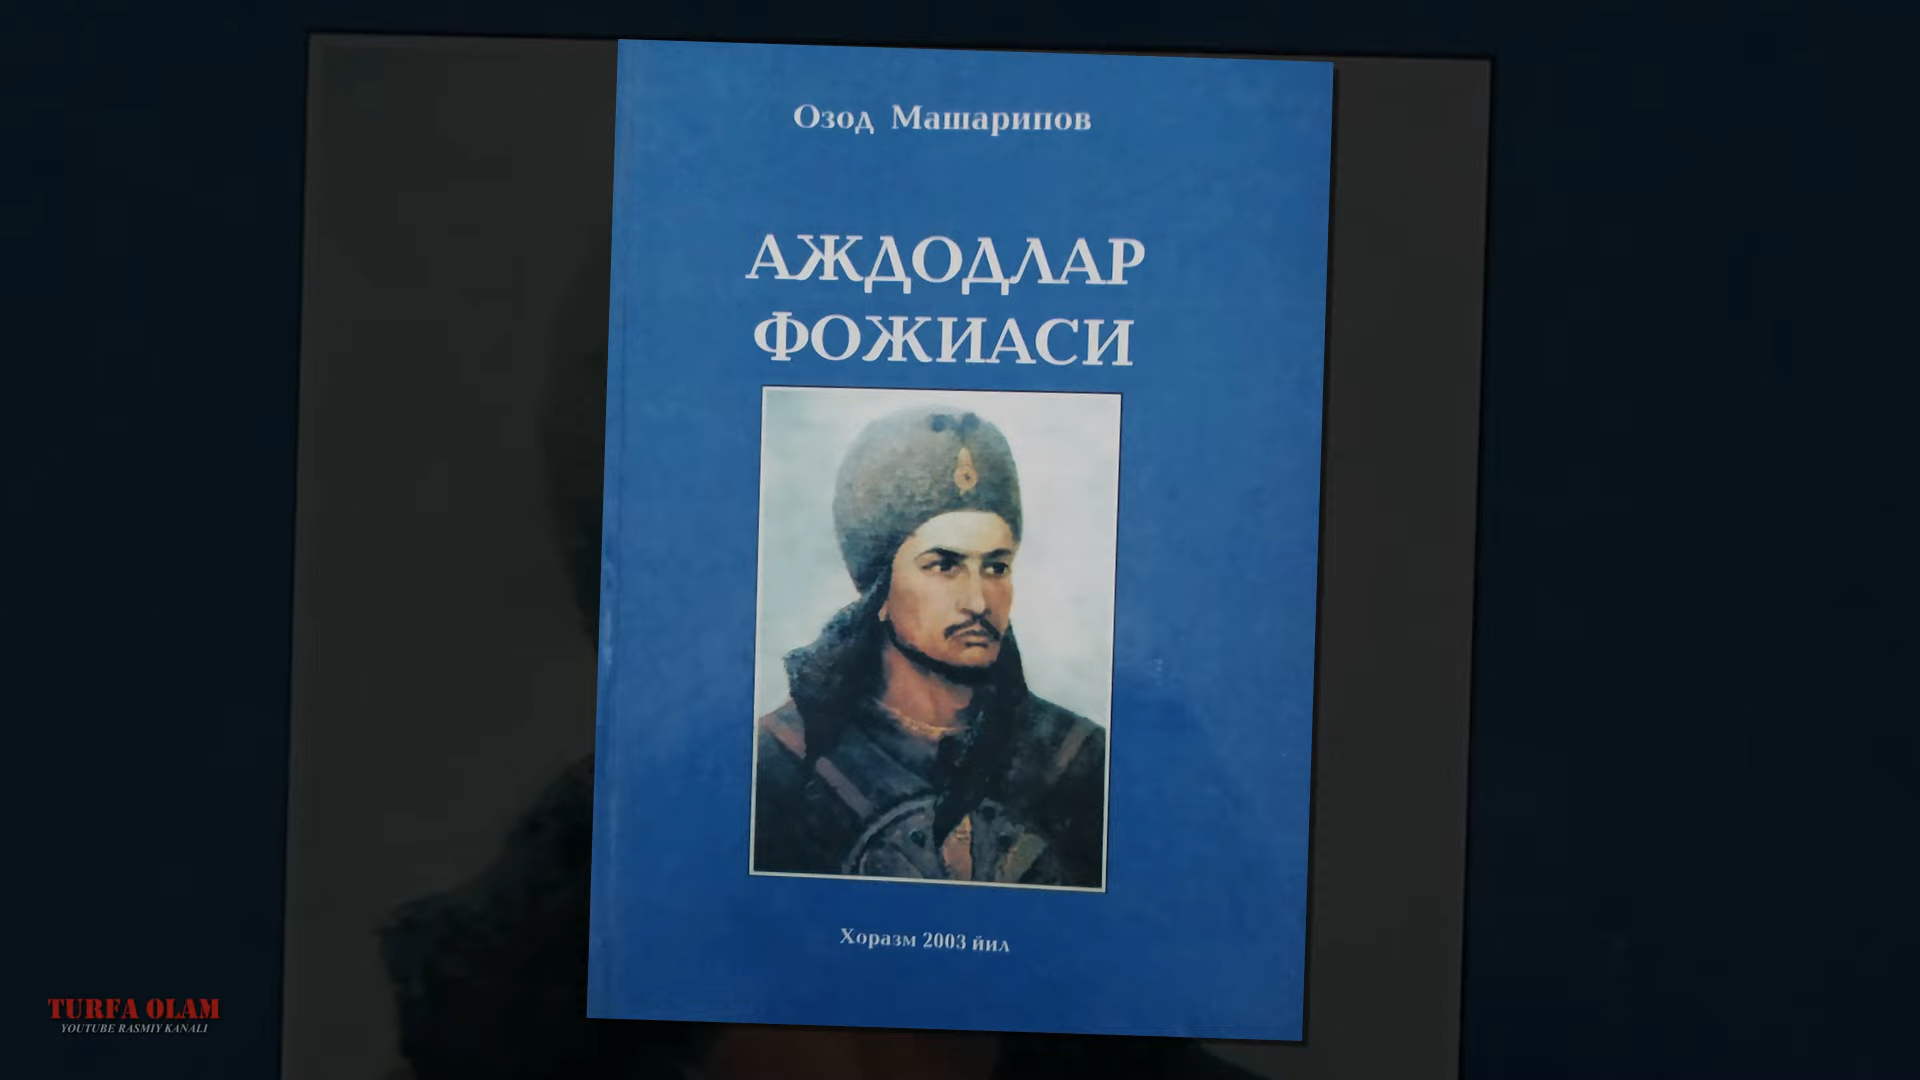 Озод Машарипов
АЖДОДЛАР
ФОЖИАСИ
Хоразм 2003 йил
TURFA OLAM
YOUTUBE RASMIY KANALI